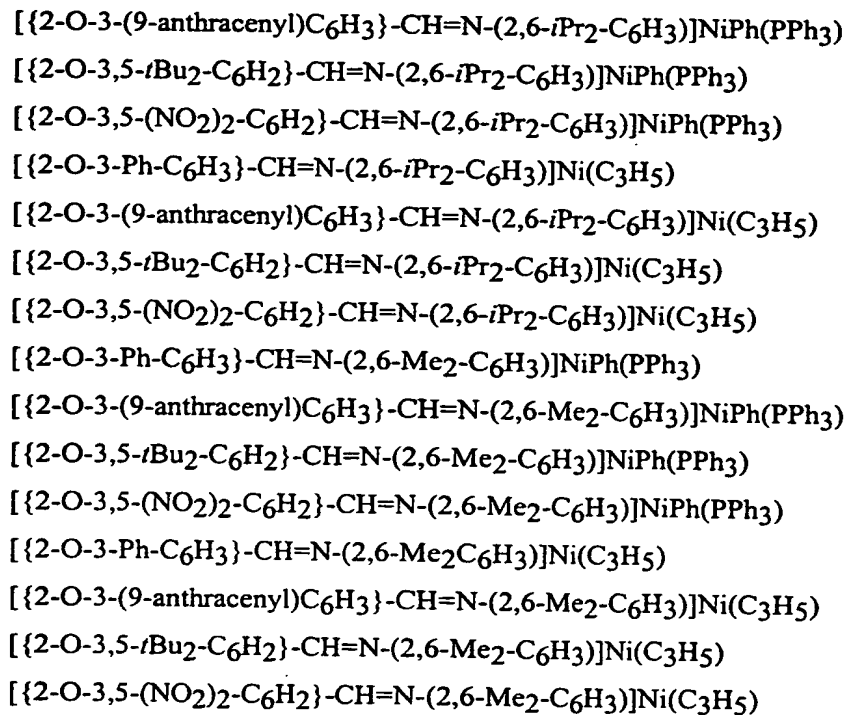 [{2-O-3-(9-anthracenyl)C6H3}-CH=N-(2,6-iPr2-C6H3)]NiPh(PPh3)
[{2-O-3,5-tBu2-C6H2}-CH=N-(2,6-iPr2-C6H3)]NiPh(PPh3)
[{2-O-3,5-(NO2)2-C6H2}-CH=N-(2,6-iPr2-C6H3)]NiPh(PPh3)
[{2-O-3-Ph-C6H3}-CH=N-(2,6-iPr2-C6H3)]Ni(C3H5)
[{2-O-3-(9-anthracenyl)C6H3}-CH=N-(2,6-iPr2-C6H3)]Ni(C3H5)
[{2-O-3,5-tBu2-C6H2}-CH=N-(2,6-iPr2-C6H3)]Ni(C3H5)
[{2-O-3,5-(NO2)2-C6H2}-CH=N-(2,6-iPr2-C6H3)]Ni(C3H5)
[{2-O-3-Ph-C6H3}-CH=N-(2,6-Me2-C6H3)]NiPh(PPh3)
[{2-O-3-(9-anthracenyl)C6H3}-CH=N-(2,6-Me2-C6H3)]NiPh(PPh3)
[{2-O-3,5-tBu2-C6H2}-CH=N-(2,6-Me2-C6H3)]NiPh(PPh3)
[{2-O-3,5-(NO2)2-C6H2}-CH=N-(2,6-Me2-C6H3)]NiPh(PPh3)
[{2-O-3-Ph-C6H3}-CH=N-(2,6-Me2C6H3)]Ni(C3H5)
[{2-O-3-(9-anthracenyl)C6H3}-CH=N-(2,6-Me2-C6H3)]Ni(C3H5)
[{2-O-3,5-tBu2-C6H2}-CH=N-(2,6-Me2-C6H3)]Ni(C3H5)
[{2-O-3,5-(NO2)2-C6H2}-CH=N-(2,6-Me2-C6H3)]Ni(C3H5)